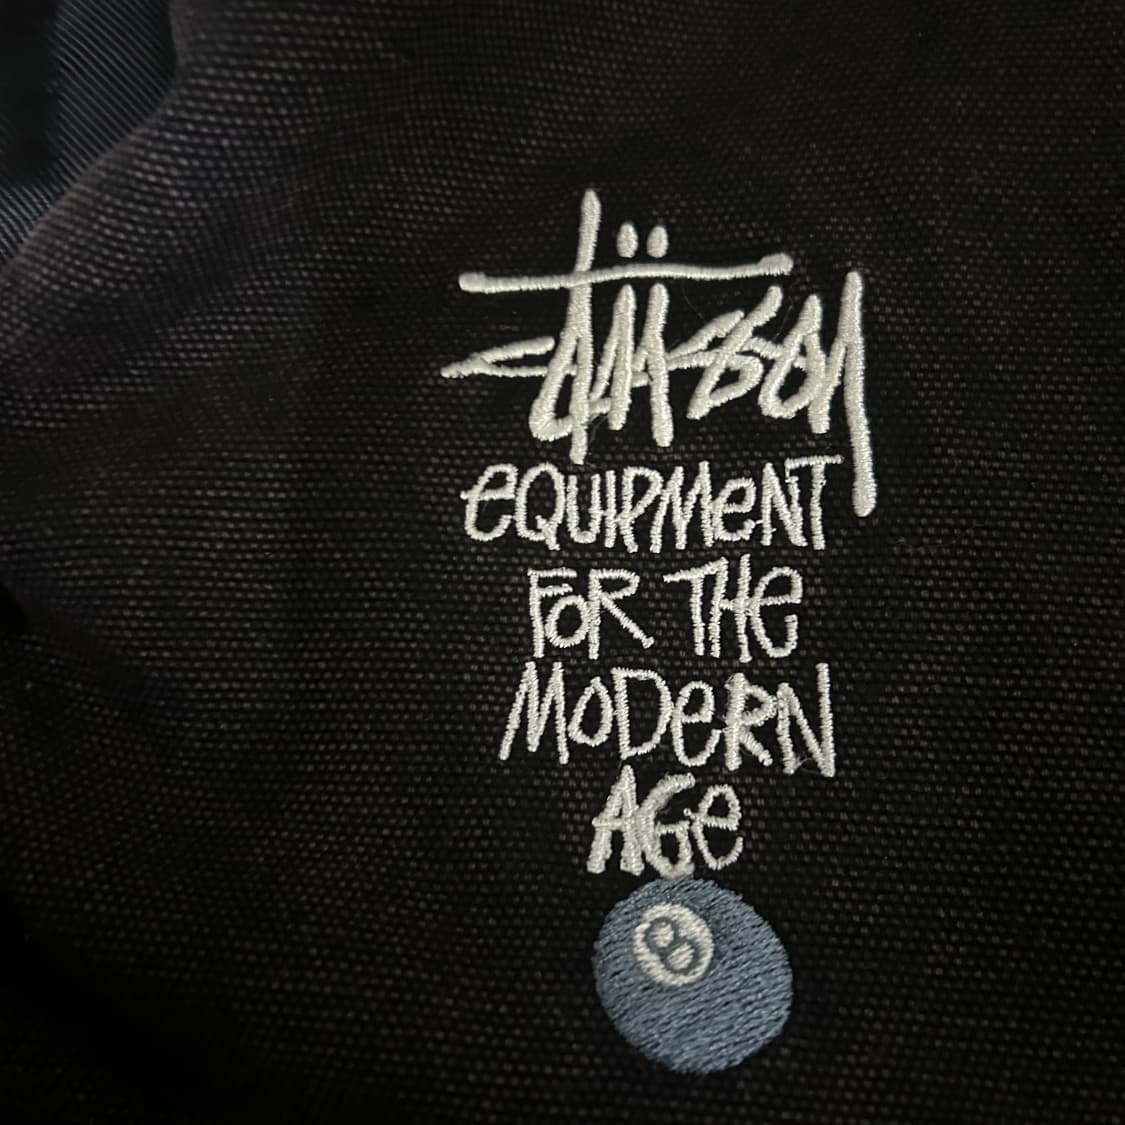 Stüssy
EQUIPMeNT
FoR THe
MoDeRN
AGe
8